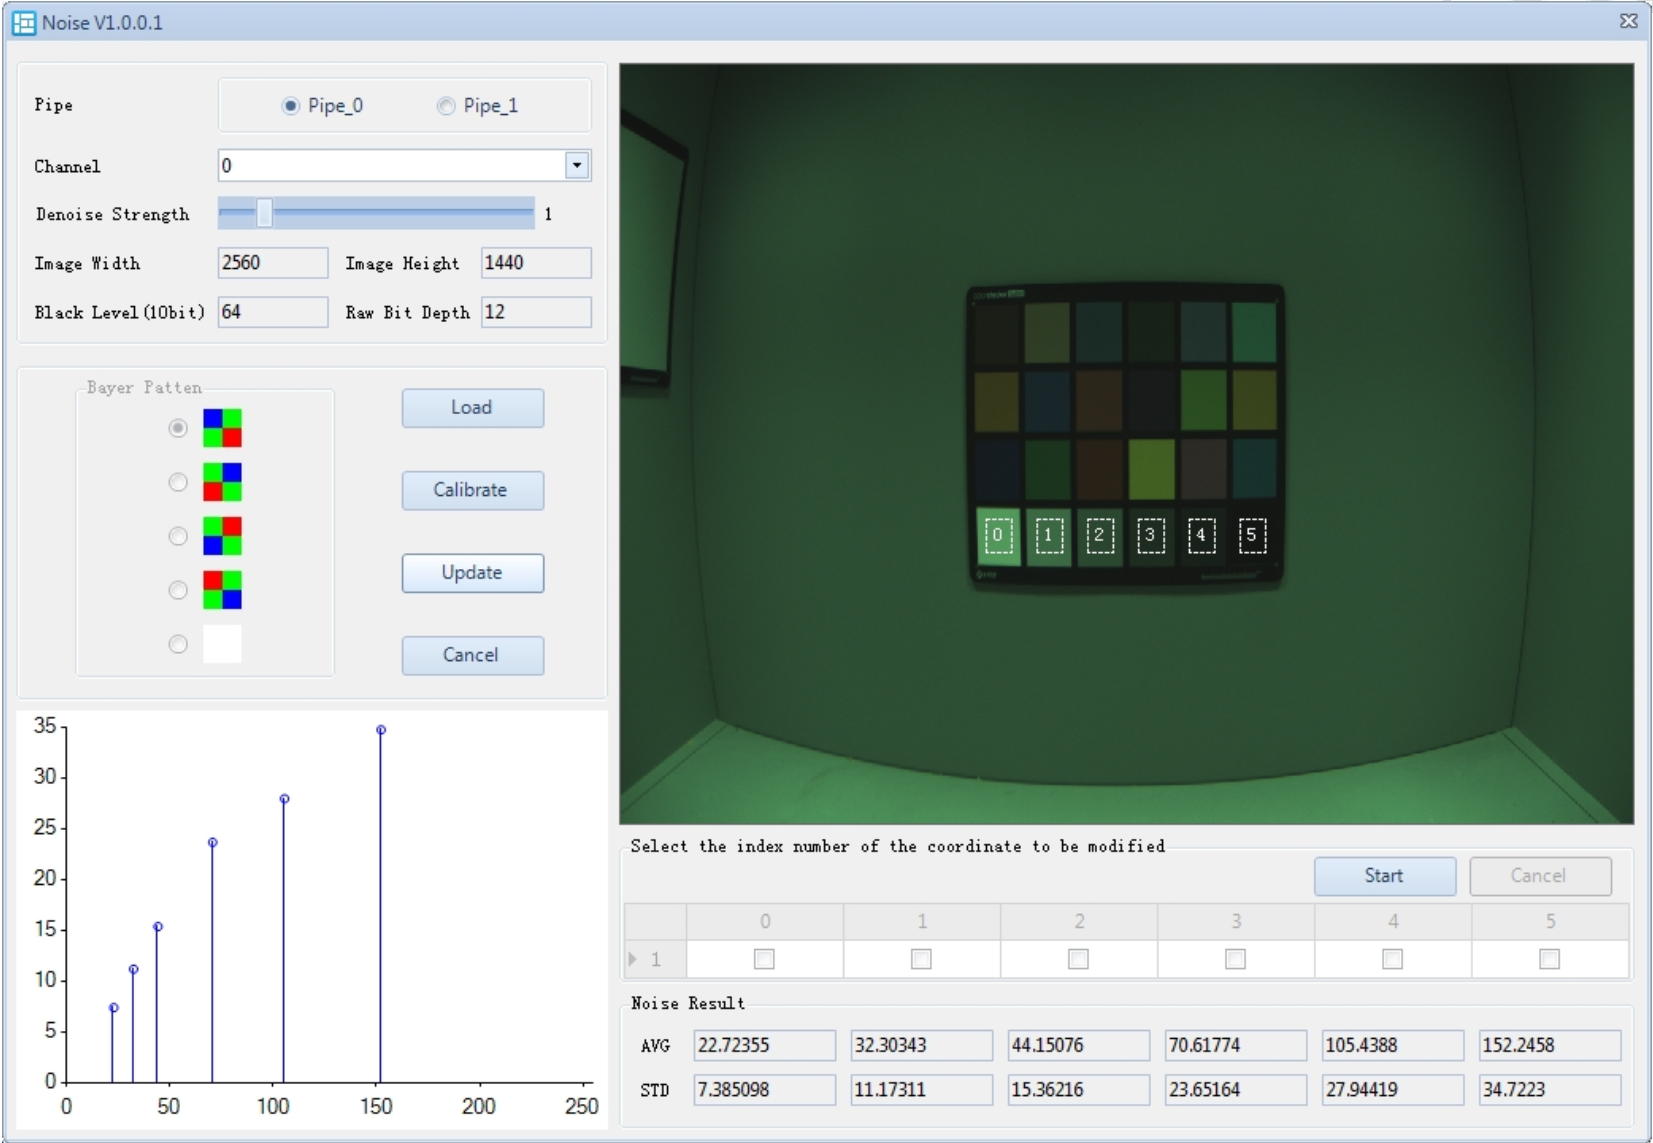 Noise V1.0.0.1
Pipe
Pipe_0
Pipe_1
Channel
0
Denoise Strength
1
Image Width
2560
Image Height
1440
Black Level(10bit)
64
Raw Bit Depth
12
Bayer Patten
Load
Calibrate
Update
Cancel
35
30
25
20
15
10
5
0
0 50 100 150 200 250
0 1 2 3 4 5
Select the index number of the coordinate to be modified
Start
Cancel
0 1 2 3 4 5
1
Noise Result
AVG 22.72355 32.30343 44.15076 70.61774 105.4388 152.2458
STD 7.385098 11.17311 15.36216 23.65164 27.94419 34.7223